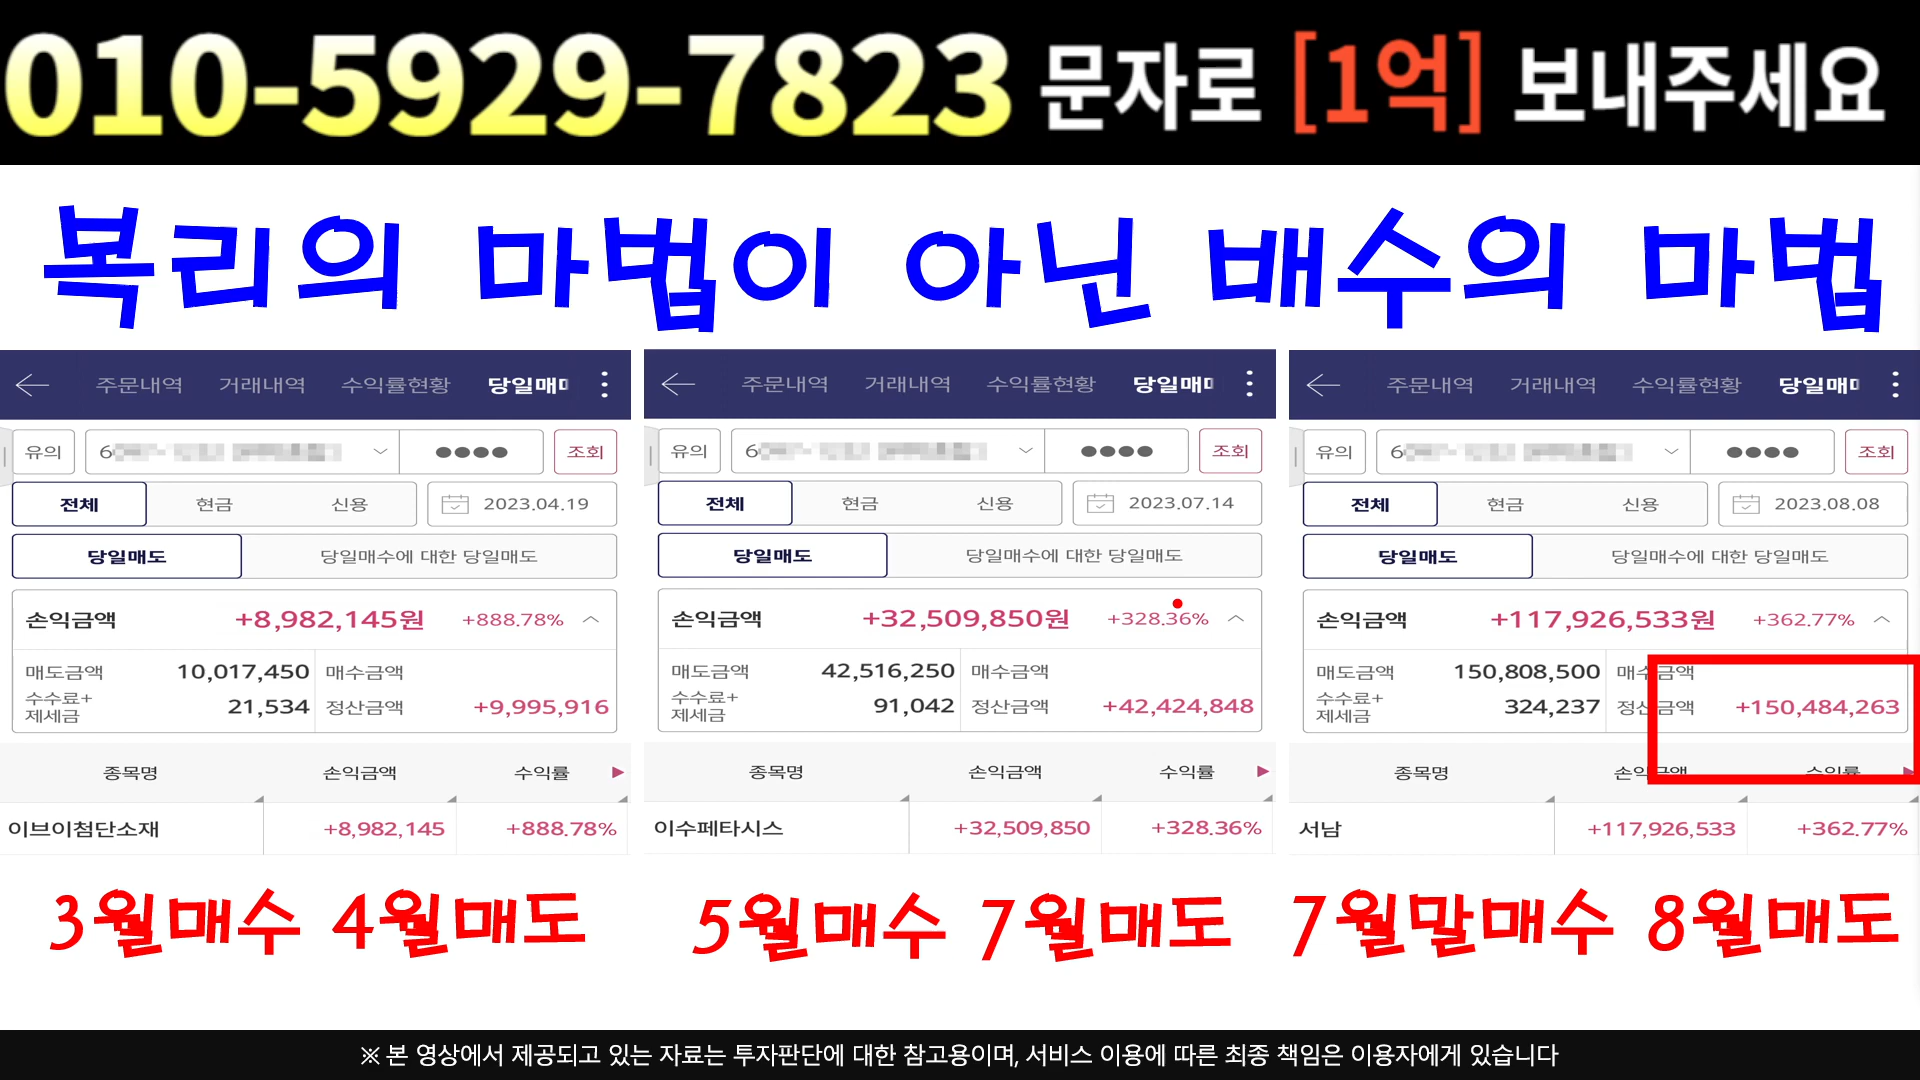 010-5929-7823 문자로 [1억] 보내주세요
복리의 마법이 아닌 배수의 마법
주문내역 거래내역 수익률현황 당일매
유의 6 조회
전체 현금 신용 2023.04.19
당일매도 당일매수에 대한 당일매도
손익금액 +8,982,145원 +888.78%
매도금액 10,017,450 매수금액
수수료+
제세금 21,534 정산금액 +9,995,916
종목명 손익금액 수익률
이브이첨단소재 +8,982,145 +888.78%
3월매수 4월매도
주문내역 거래내역 수익률현황 당일매
유의 6 조회
전체 현금 신용 2023.07.14
당일매도 당일매수에 대한 당일매도
손익금액 +32,509,850원 +328.36%
매도금액 42,516,250 매수금액
수수료+
제세금 91,042 정산금액 +42,424,848
종목명 손익금액 수익률
이수페타시스 +32,509,850 +328.36%
5월매수 7월매도
주문내역 거래내역 수익률현황 당일매
유의 6 조회
전체 현금 신용 2023.08.08
당일매도 당일매수에 대한 당일매도
손익금액 +117,926,533원 +362.77%
매도금액 150,808,500 매수금액
수수료+
제세금 324,237 정산금액 +150,484,263
종목명 손익금액 수익률
서남 +117,926,533 +362.77%
7월말매수 8월매도
※ 본 영상에서 제공되고 있는 자료는 투자판단에 대한 참고용이며, 서비스 이용에 따른 최종 책임은 이용자에게 있습니다